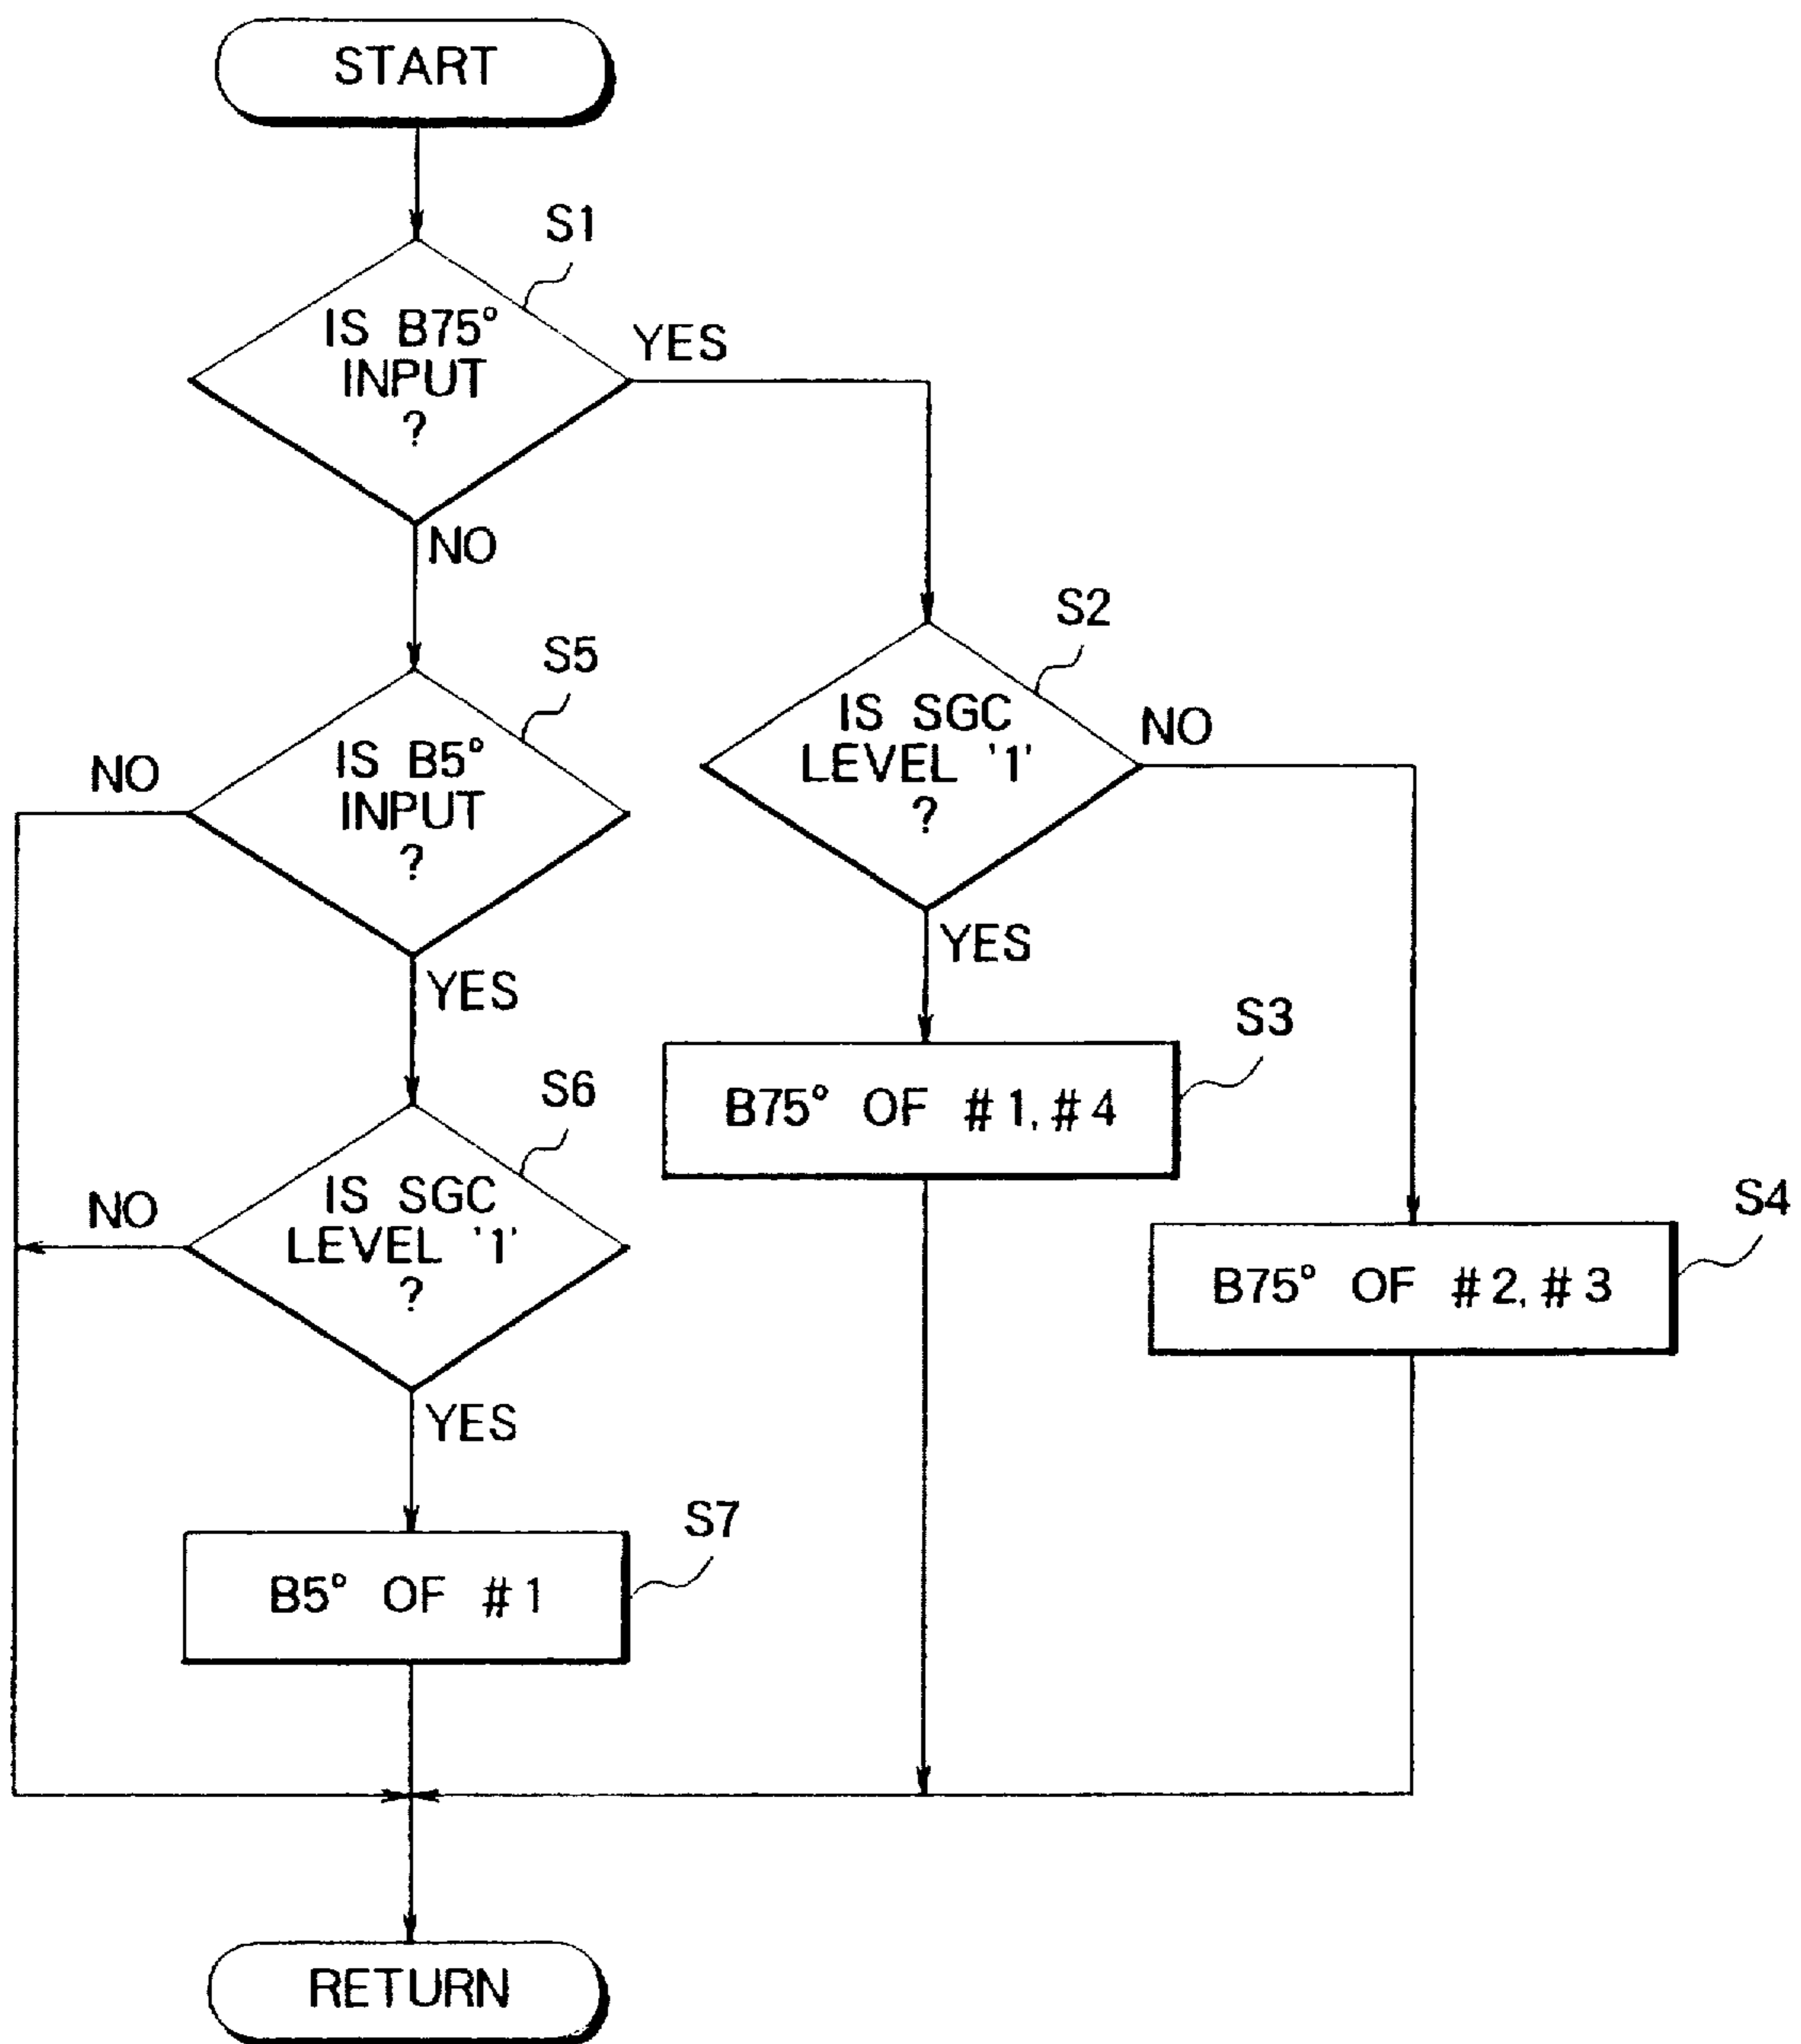 START
S1
IS B75°
INPUT
?
YES
NO
S5
IS B5°
INPUT
?
NO
YES
S2
IS SGC
LEVEL '1'
?
NO
YES
S3
B75° OF #1, #4
S4
B75° OF #2, #3
S6
IS SGC
LEVEL '1'
?
NO
YES
S7
B5° OF #1
RETURN